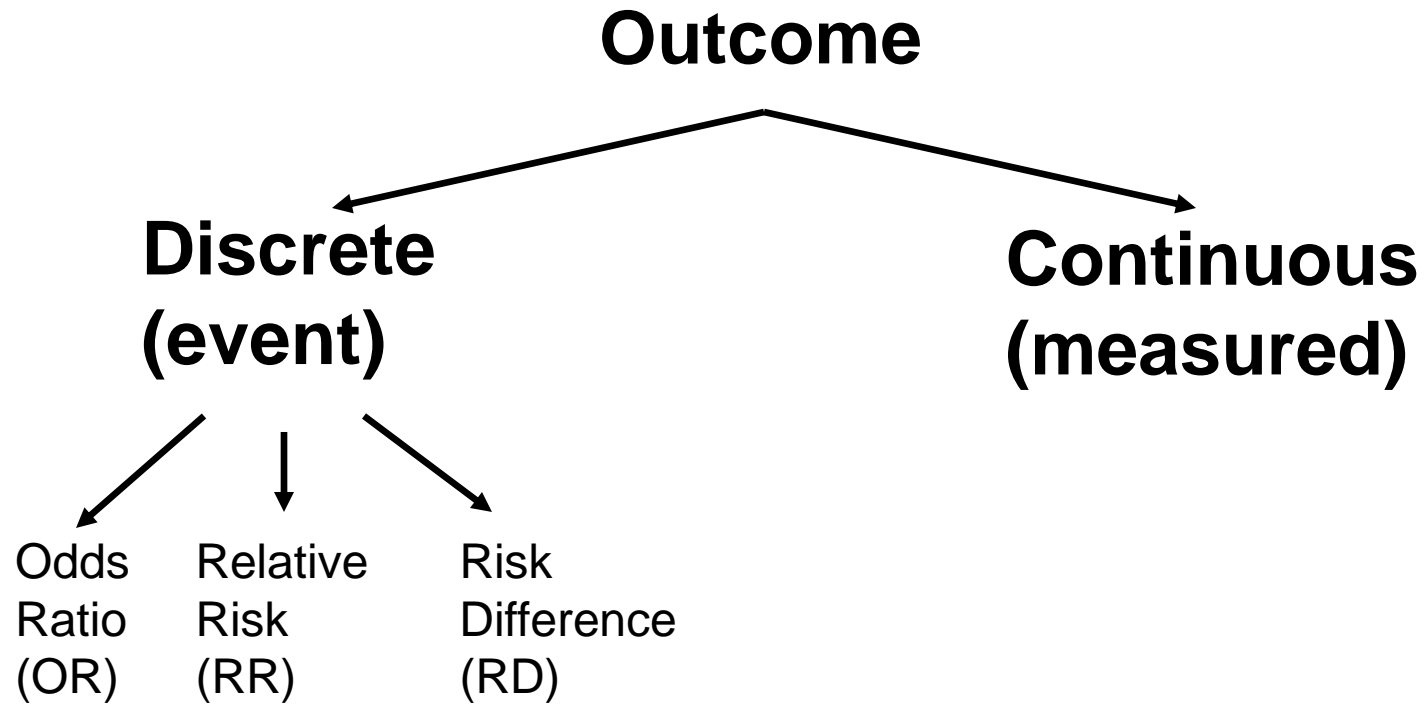 Outcome
Discrete
(event)
Continuous
(measured)
Odds
Ratio
(OR)
Relative
Risk
(RR)
Risk
Difference
(RD)